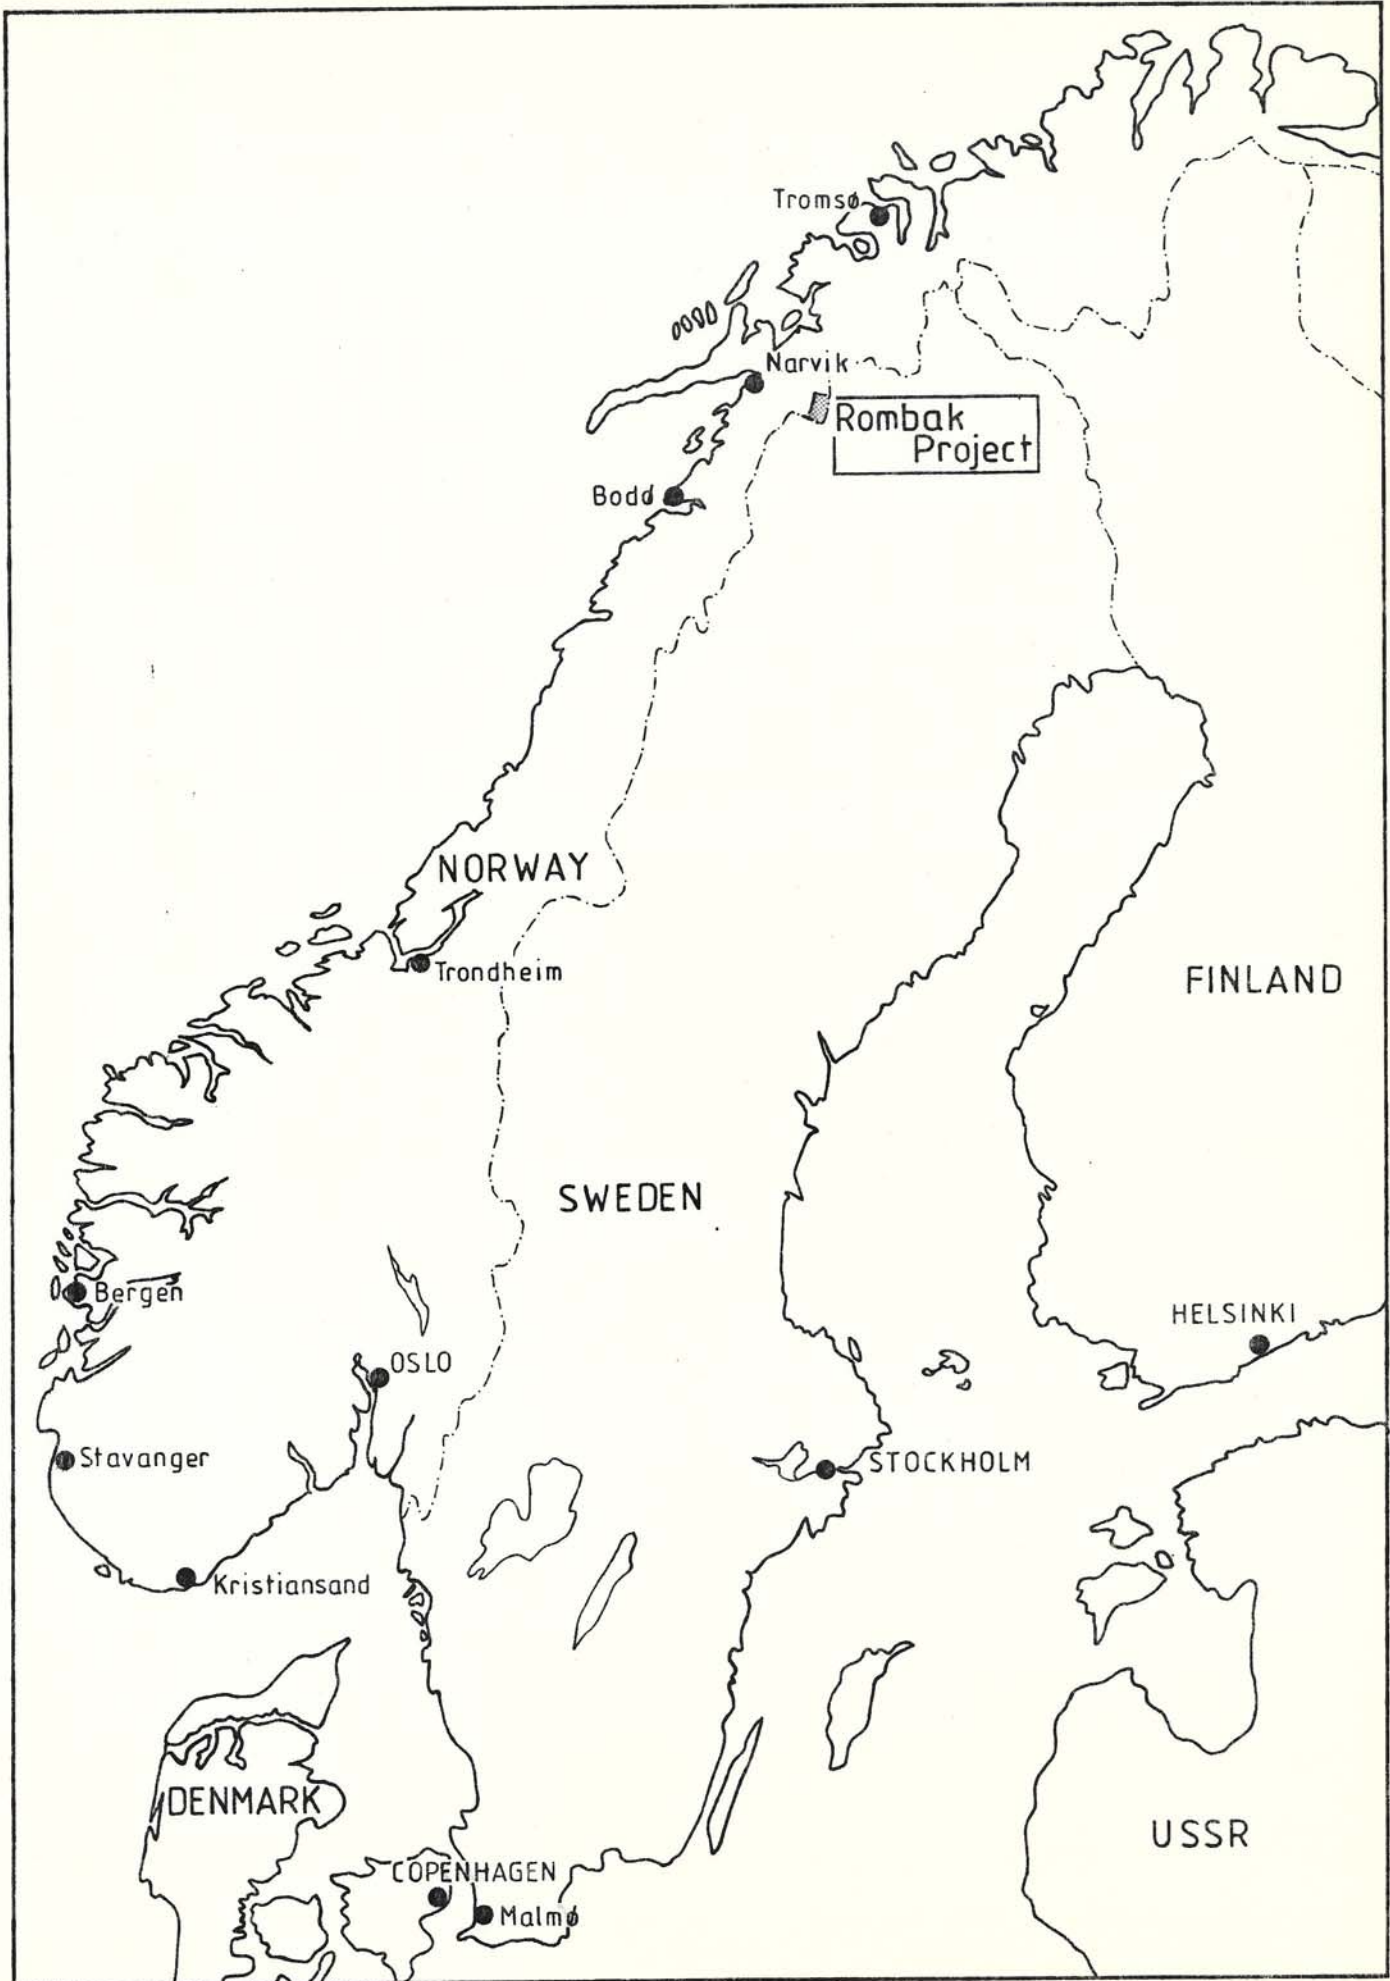 Tromsø
Narvik
Rombak
Project
Bodø
NORWAY
Trondheim
FINLAND
SWEDEN
Bergen
HELSINKI
OSLO
Stavanger
STOCKHOLM
Kristiansand
DENMARK
USSR
COPENHAGEN
Malmø